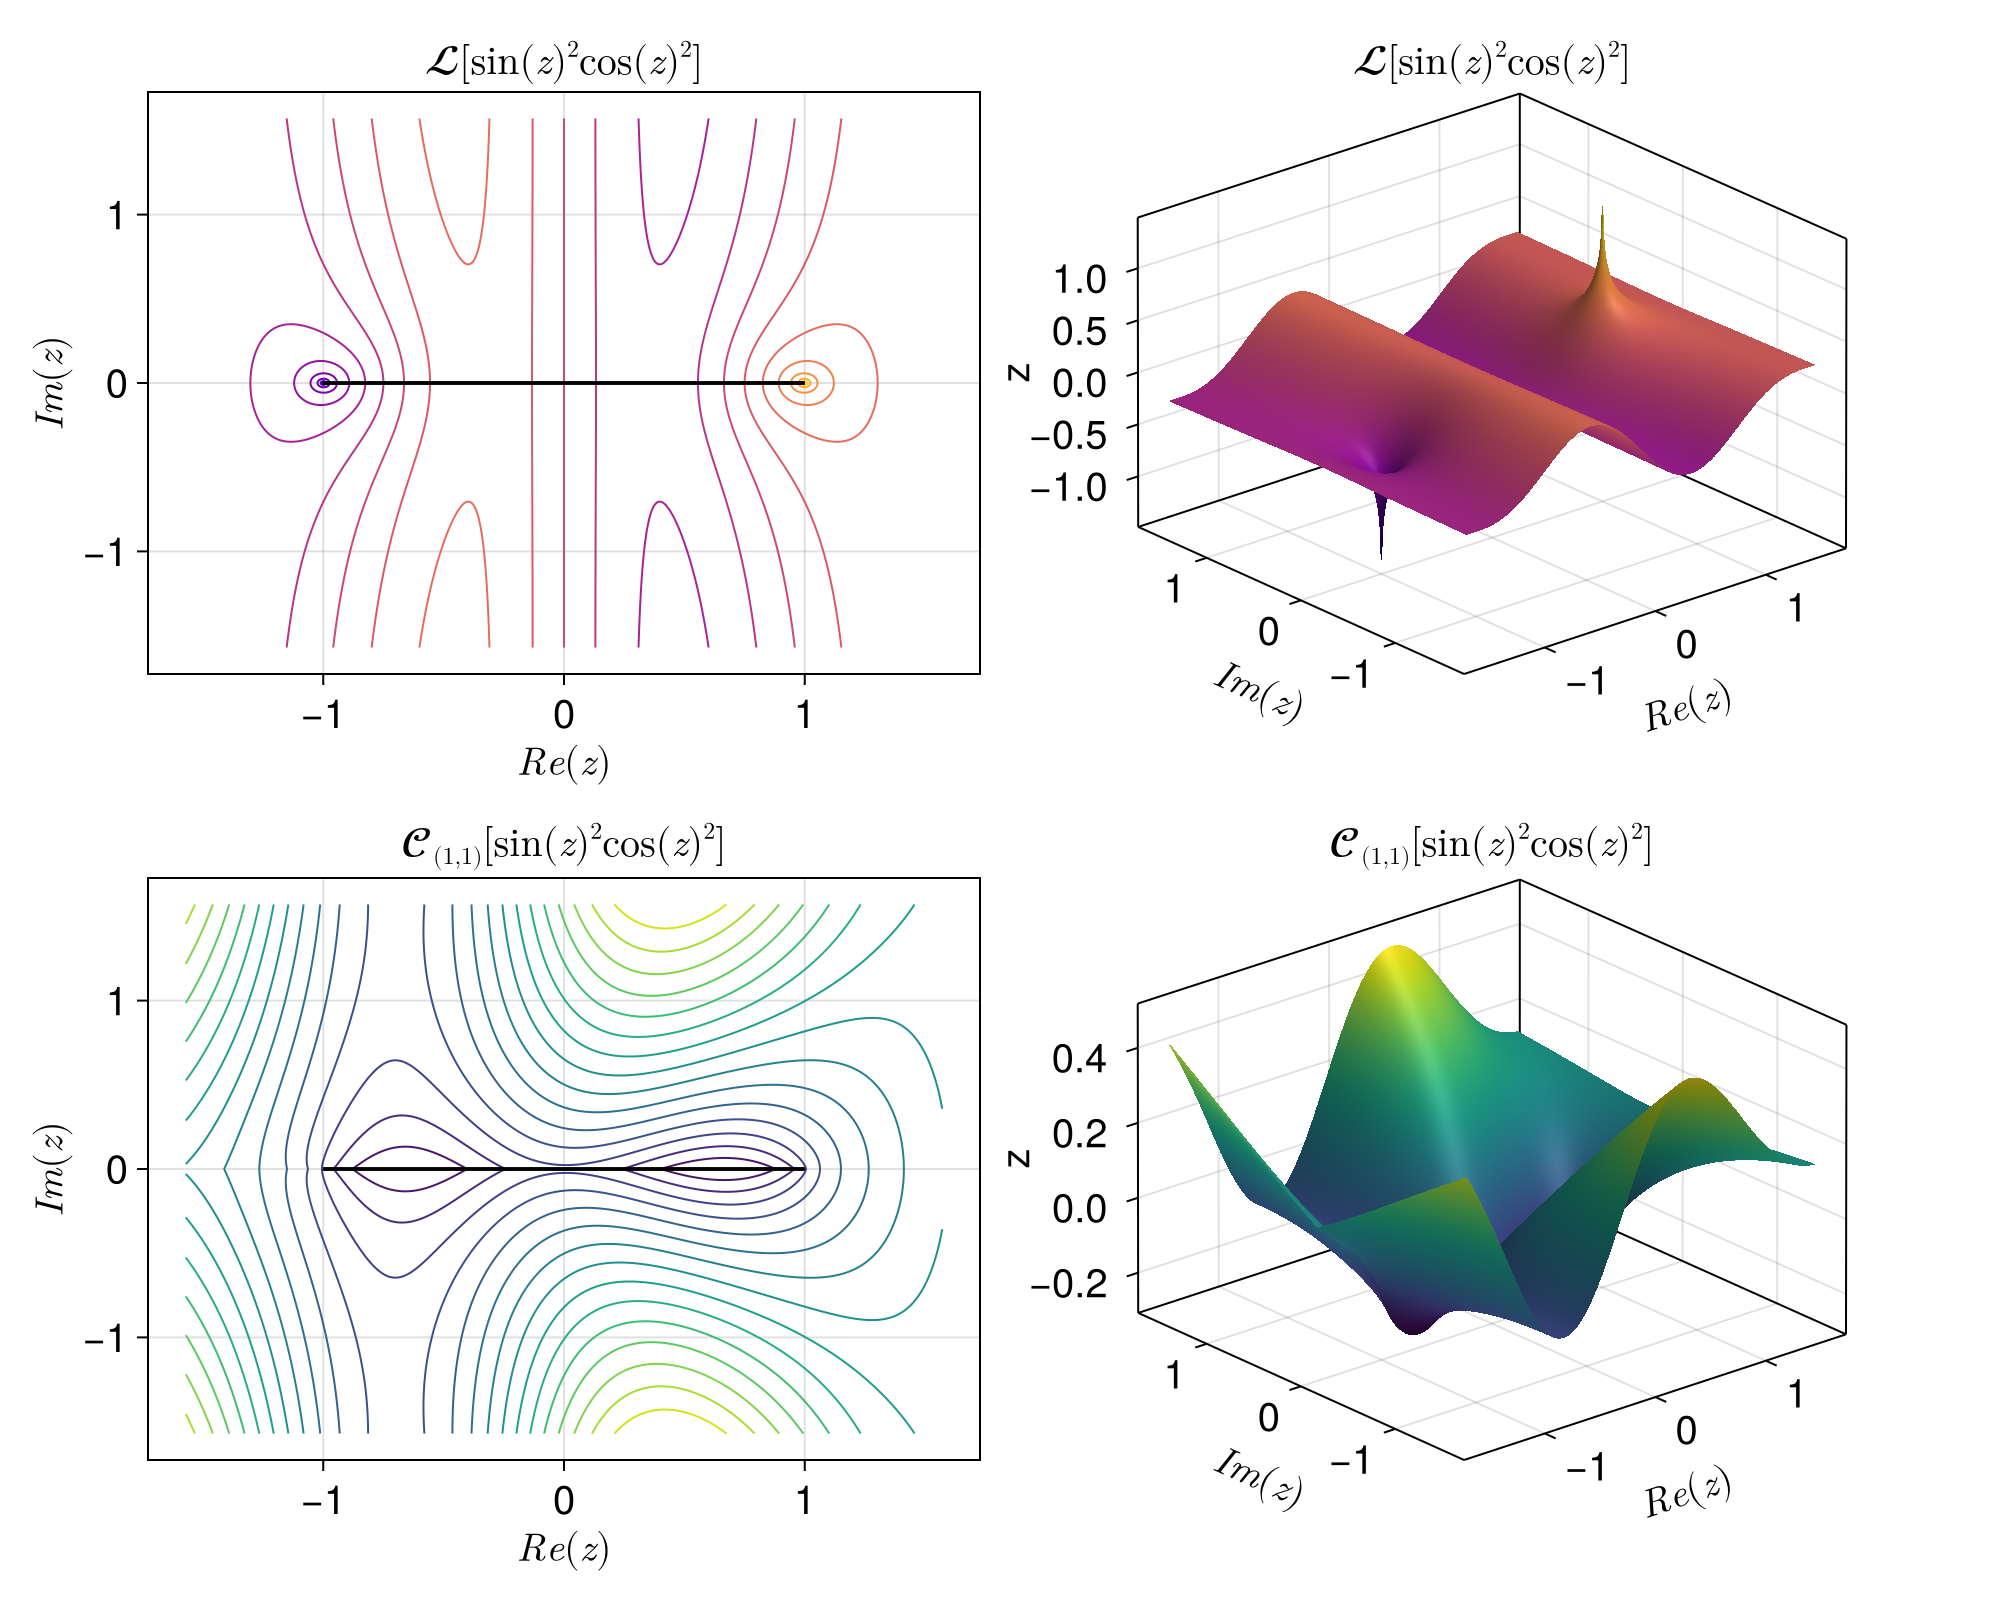 𝓛[sin(z)²cos(z)²]
1
0
−1
−1
0
1
Im(z)
Re(z)
𝓛[sin(z)²cos(z)²]
1.0
0.5
0.0
−0.5
−1.0
z
1
0
−1
Im(z)
−1
0
1
Re(z)
𝓒₍₁,₁₎[sin(z)²cos(z)²]
1
0
−1
−1
0
1
Im(z)
Re(z)
𝓒₍₁,₁₎[sin(z)²cos(z)²]
0.4
0.2
0.0
−0.2
z
1
0
−1
Im(z)
−1
0
1
Re(z)